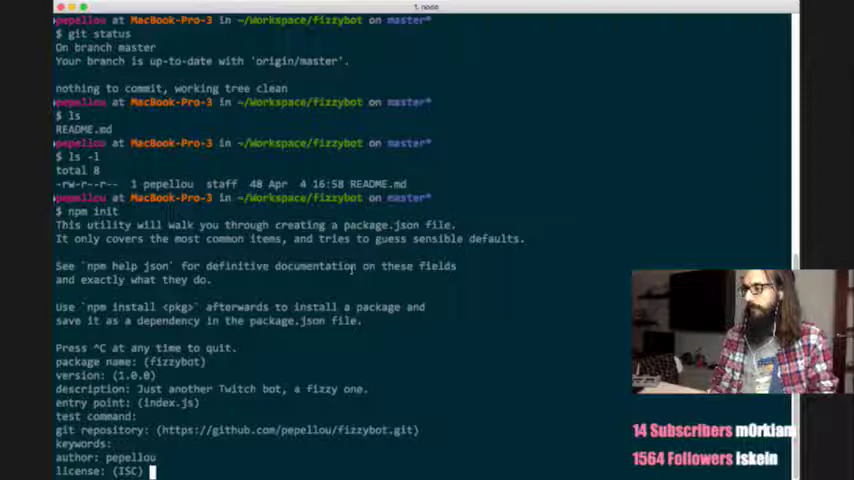 1. node
pepellou at MacBook-Pro-3 in ~/Workspace/fizzybot on master*
$ git status
On branch master
Your branch is up-to-date with 'origin/master'.
nothing to commit, working tree clean
pepellou at MacBook-Pro-3 in ~/Workspace/fizzybot on master*
$ ls
README.md
pepellou at MacBook-Pro-3 in ~/Workspace/fizzybot on master*
$ ls -l
total 8
-rw-r--r--  1 pepellou  staff  48 Apr  4 16:58 README.md
pepellou at MacBook-Pro-3 in ~/Workspace/fizzybot on master*
$ npm init
This utility will walk you through creating a package.json file.
It only covers the most common items, and tries to guess sensible defaults.
See `npm help json` for definitive documentation on these fields
and exactly what they do.
Use `npm install <pkg>` afterwards to install a package and
save it as a dependency in the package.json file.
Press ^C at any time to quit.
package name: (fizzybot)
version: (1.0.0)
description: Just another Twitch bot, a fizzy one.
entry point: (index.js)
test command:
git repository: (https://github.com/pepellou/fizzybot.git)
keywords:
author: pepellou
license: (ISC)
14 Subscribers m0rk1am
1564 Followers Iskeln